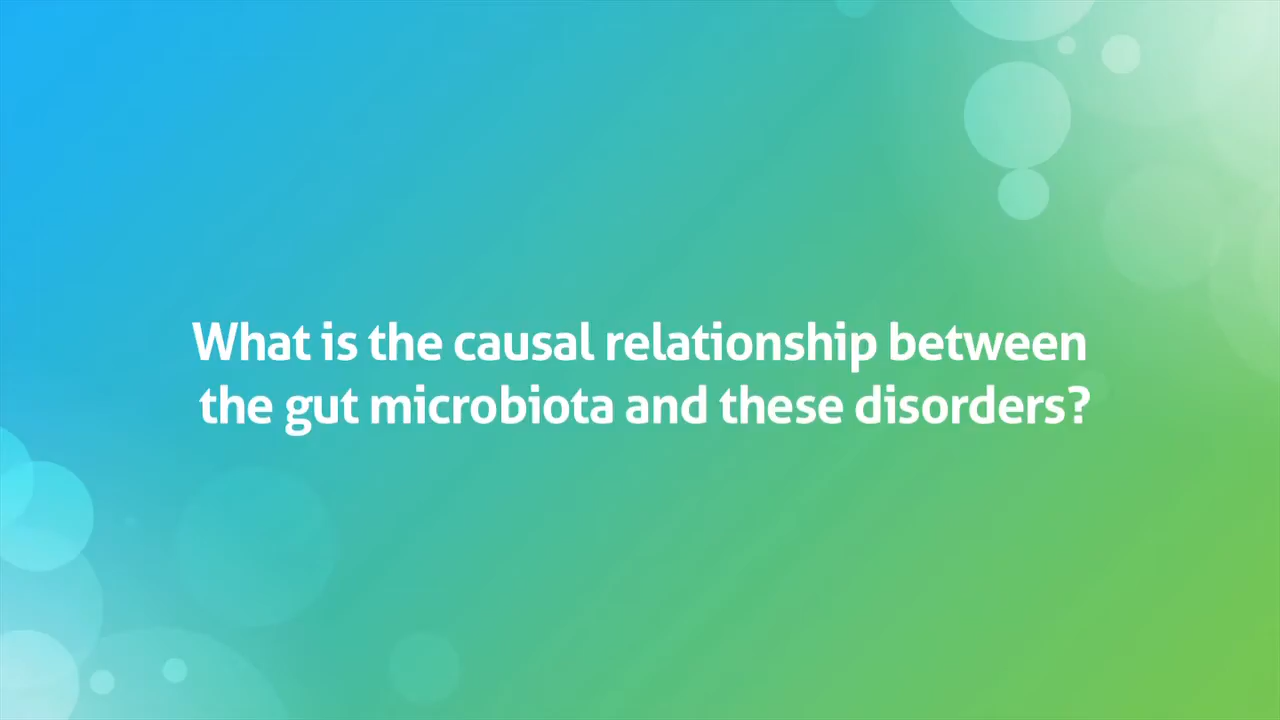 What is the causal relationship between
the gut microbiota and these disorders?